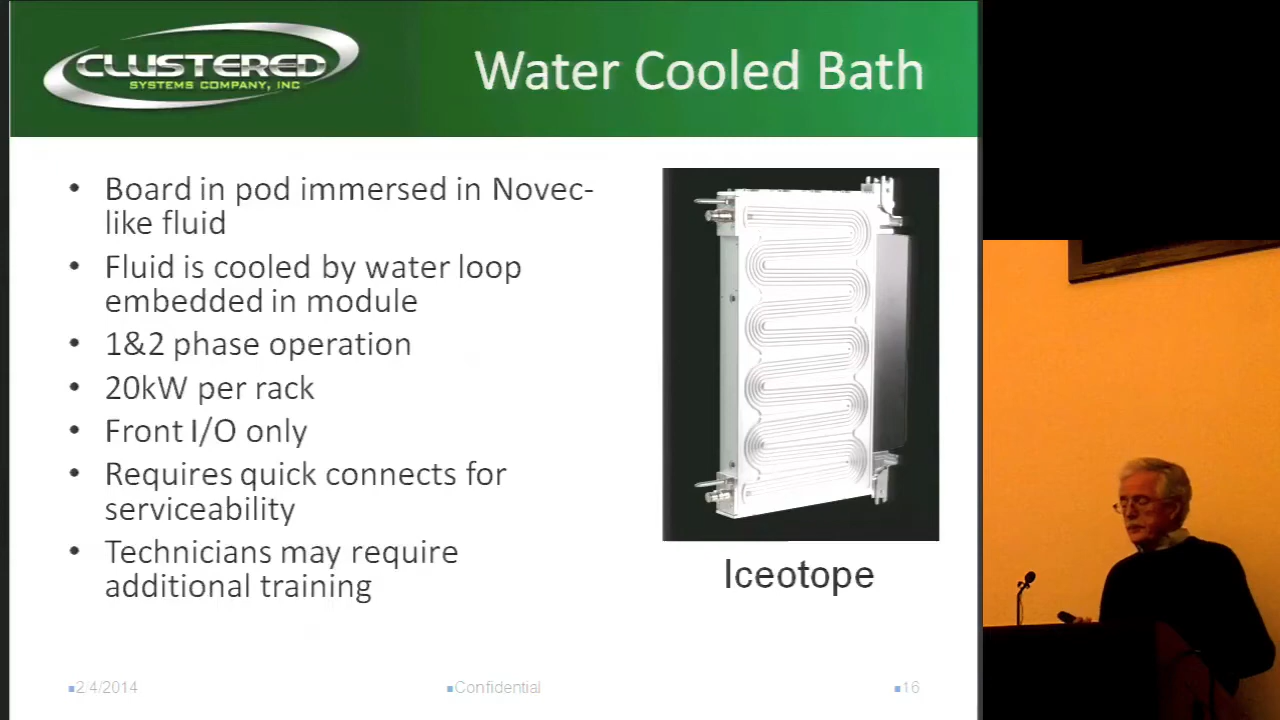 CLUSTERED
SYSTEMS COMPANY, INC
Water Cooled Bath
• Board in pod immersed in Novec-
like fluid
• Fluid is cooled by water loop
embedded in module
• 1&2 phase operation
• 20kW per rack
• Front I/O only
• Requires quick connects for
serviceability
• Technicians may require
additional training
Iceotope
2/4/2014
Confidential
16